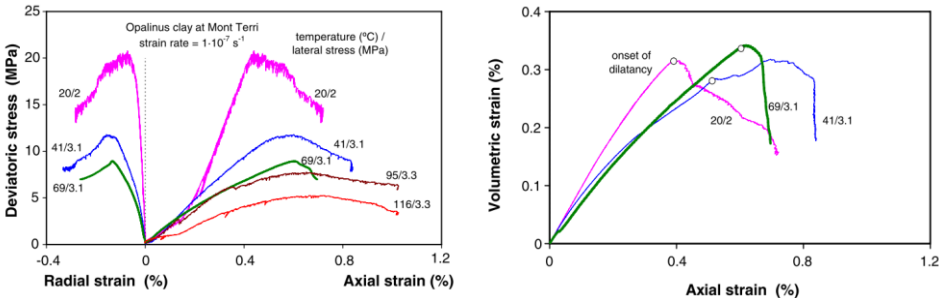 25
20
15
10
5
0
Deviatoric stress (MPa)
Opalinus clay at Mont Terri
strain rate = 1·10⁻⁷ s⁻¹
temperature (ºC) /
lateral stress (MPa)
20/2
20/2
41/3.1
41/3.1
69/3.1
69/3.1
95/3.3
116/3.3
-0.4
0
0.4
0.8
1.2
Radial strain (%)
Axial strain (%)
0.4
0.3
0.2
0.1
0
Volumetric strain (%)
onset of
dilatancy
20/2
69/3.1
41/3.1
0
0.4
0.8
1.2
Axial strain (%)